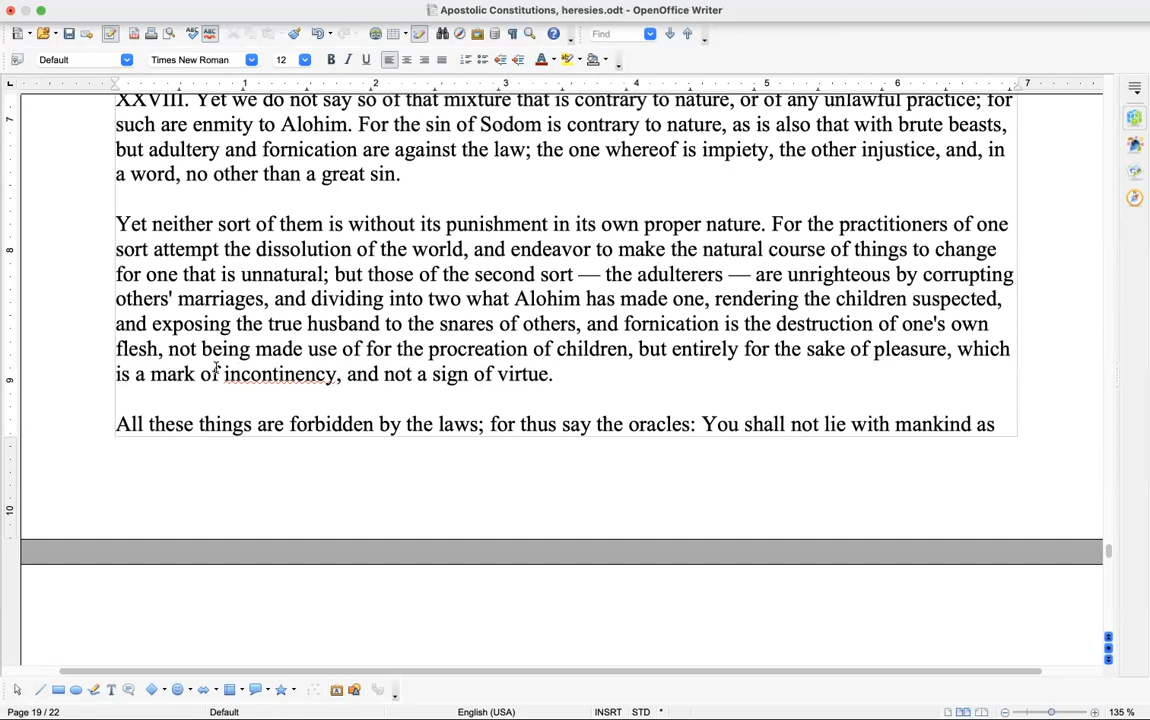 Apostolic Constitutions, heresies.odt - OpenOffice Writer
Find
Default
Times New Roman
12
1 2 3 4 5 6 7
XXVIII. Yet we do not say so of that mixture that is contrary to nature, or of any unlawful practice; for
such are enmity to Alohim. For the sin of Sodom is contrary to nature, as is also that with brute beasts,
but adultery and fornication are against the law; the one whereof is impiety, the other injustice, and, in
a word, no other than a great sin.
Yet neither sort of them is without its punishment in its own proper nature. For the practitioners of one
sort attempt the dissolution of the world, and endeavor to make the natural course of things to change
for one that is unnatural; but those of the second sort — the adulterers — are unrighteous by corrupting
others' marriages, and dividing into two what Alohim has made one, rendering the children suspected,
and exposing the true husband to the snares of others, and fornication is the destruction of one's own
flesh, not being made use of for the procreation of children, but entirely for the sake of pleasure, which
is a mark of incontinency, and not a sign of virtue.
All these things are forbidden by the laws; for thus say the oracles: You shall not lie with mankind as
7
8
9
10
Page 19 / 22
Default
English (USA)
INSRT
STD
*
135 %